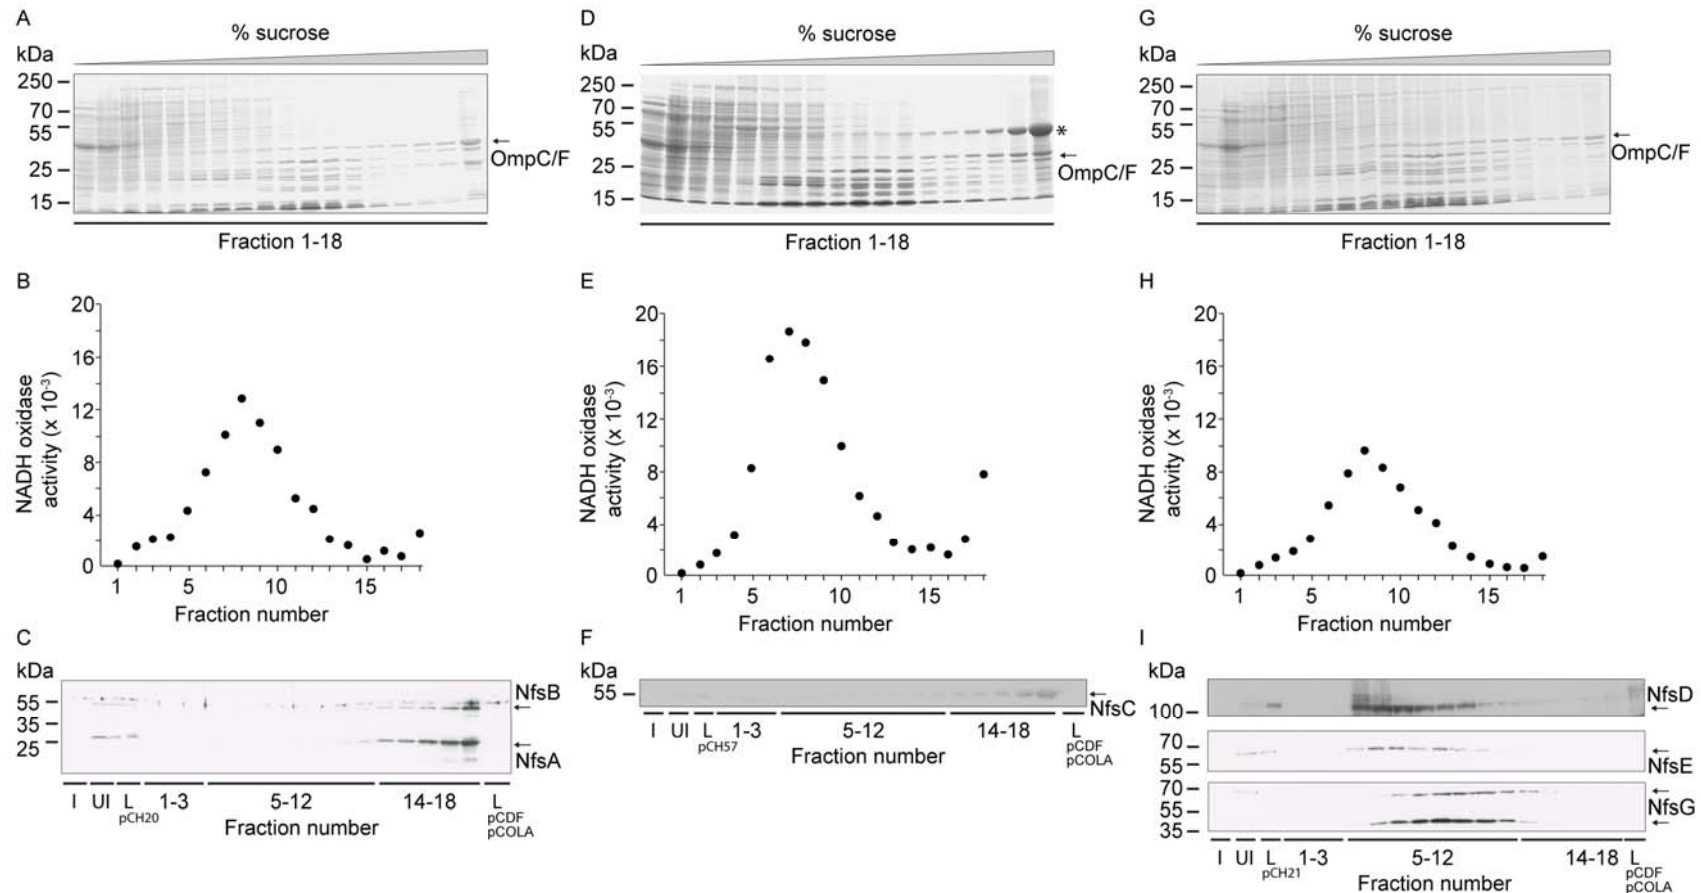 A
% sucrose
kDa
250
70
55
25
15
OmpC/F
Fraction 1-18
B
NADH oxidase
activity (x 10-3)
20
16
12
8
4
0
1 5 10 15
Fraction number
C
kDa
55
35
25
NfsB
NfsA
I UI L 1-3 5-12 14-18 L
pCH20
pCDF
pCOLA
Fraction number
D
% sucrose
kDa
250
70
55
25
15
*
OmpC/F
Fraction 1-18
E
NADH oxidase
activity (x 10-3)
20
16
12
8
4
0
1 5 10 15
Fraction number
F
kDa
55
NfsC
I UI L 1-3 5-12 14-18 L
pCH57
pCDF
pCOLA
Fraction number
G
% sucrose
kDa
250
70
55
25
15
OmpC/F
Fraction 1-18
H
NADH oxidase
activity (x 10-3)
20
16
12
8
4
0
1 5 10 15
Fraction number
I
kDa
100
NfsD
70
55
NfsE
70
55
35
NfsG
I UI L 1-3 5-12 14-18 L
pCH21
pCDF
pCOLA
Fraction number